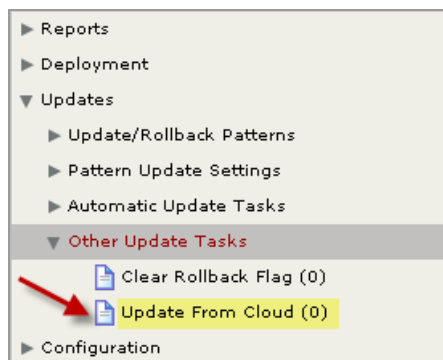 Reports
Deployment
Updates
Update/Rollback Patterns
Pattern Update Settings
Automatic Update Tasks
Other Update Tasks
Clear Rollback Flag (0)
Update From Cloud (0)
Configuration